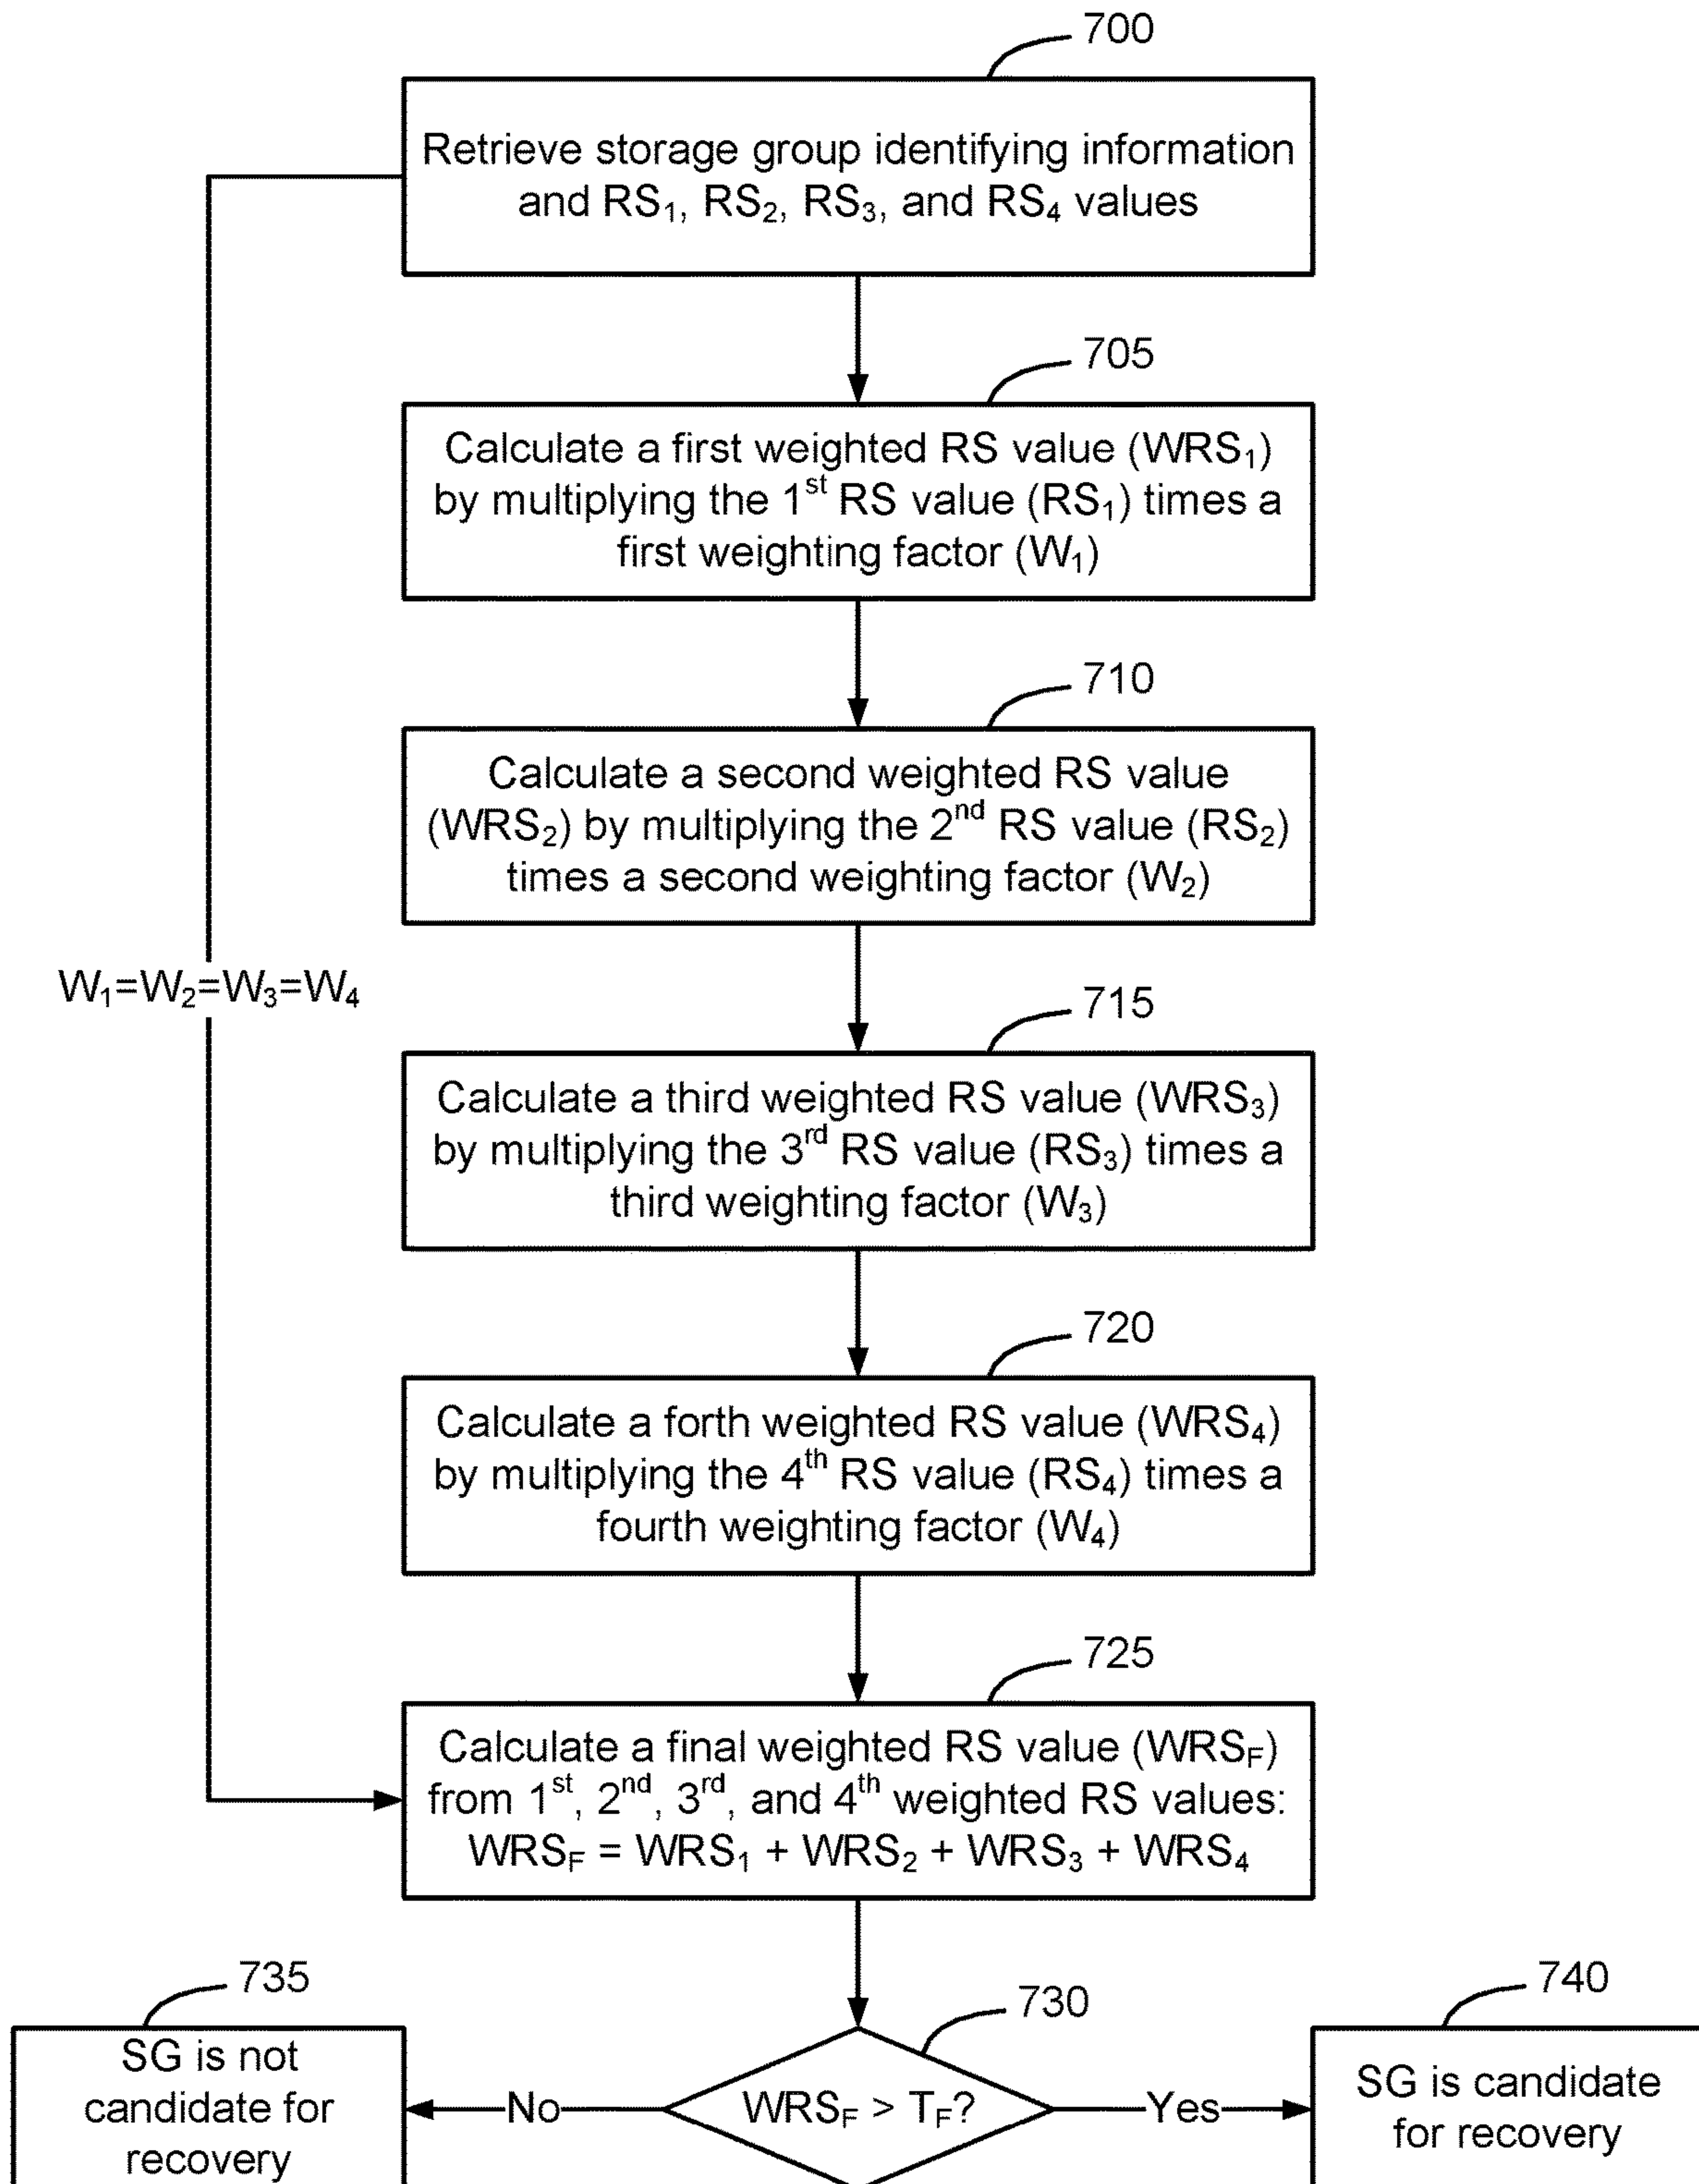 700
Retrieve storage group identifying information
and RS₁, RS₂, RS₃, and RS₄ values
705
Calculate a first weighted RS value (WRS₁)
by multiplying the 1ˢᵗ RS value (RS₁) times a
first weighting factor (W₁)
710
Calculate a second weighted RS value
(WRS₂) by multiplying the 2ⁿᵈ RS value (RS₂)
times a second weighting factor (W₂)
W₁=W₂=W₃=W₄
715
Calculate a third weighted RS value (WRS₃)
by multiplying the 3ʳᵈ RS value (RS₃) times a
third weighting factor (W₃)
720
Calculate a forth weighted RS value (WRS₄)
by multiplying the 4ᵗʰ RS value (RS₄) times a
fourth weighting factor (W₄)
725
Calculate a final weighted RS value (WRS_F)
from 1ˢᵗ, 2ⁿᵈ, 3ʳᵈ, and 4ᵗʰ weighted RS values:
WRS_F = WRS₁ + WRS₂ + WRS₃ + WRS₄
735
SG is not
candidate for
recovery
No
730
WRS_F > T_F?
Yes
740
SG is candidate
for recovery